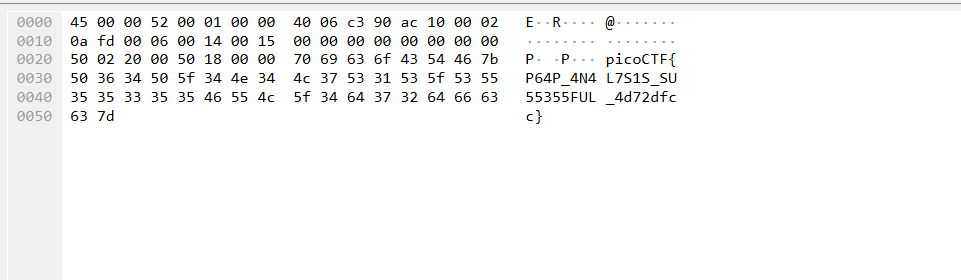 0000 45 00 00 52 00 01 00 00 40 06 c3 90 ac 10 00 02 E··R···· @·······
0010 0a fd 00 06 00 14 00 15 00 00 00 00 00 00 00 00 ········ ········
0020 50 02 20 00 50 18 00 00 70 69 63 6f 43 54 46 7b P· ·P··· picoCTF{
0030 50 36 34 50 5f 34 4e 34 4c 37 53 31 53 5f 53 55 P64P_4N4 L7S1S_SU
0040 35 35 33 35 35 46 55 4c 5f 34 64 37 32 64 66 63 55355FUL _4d72dfc
0050 63 7d c}